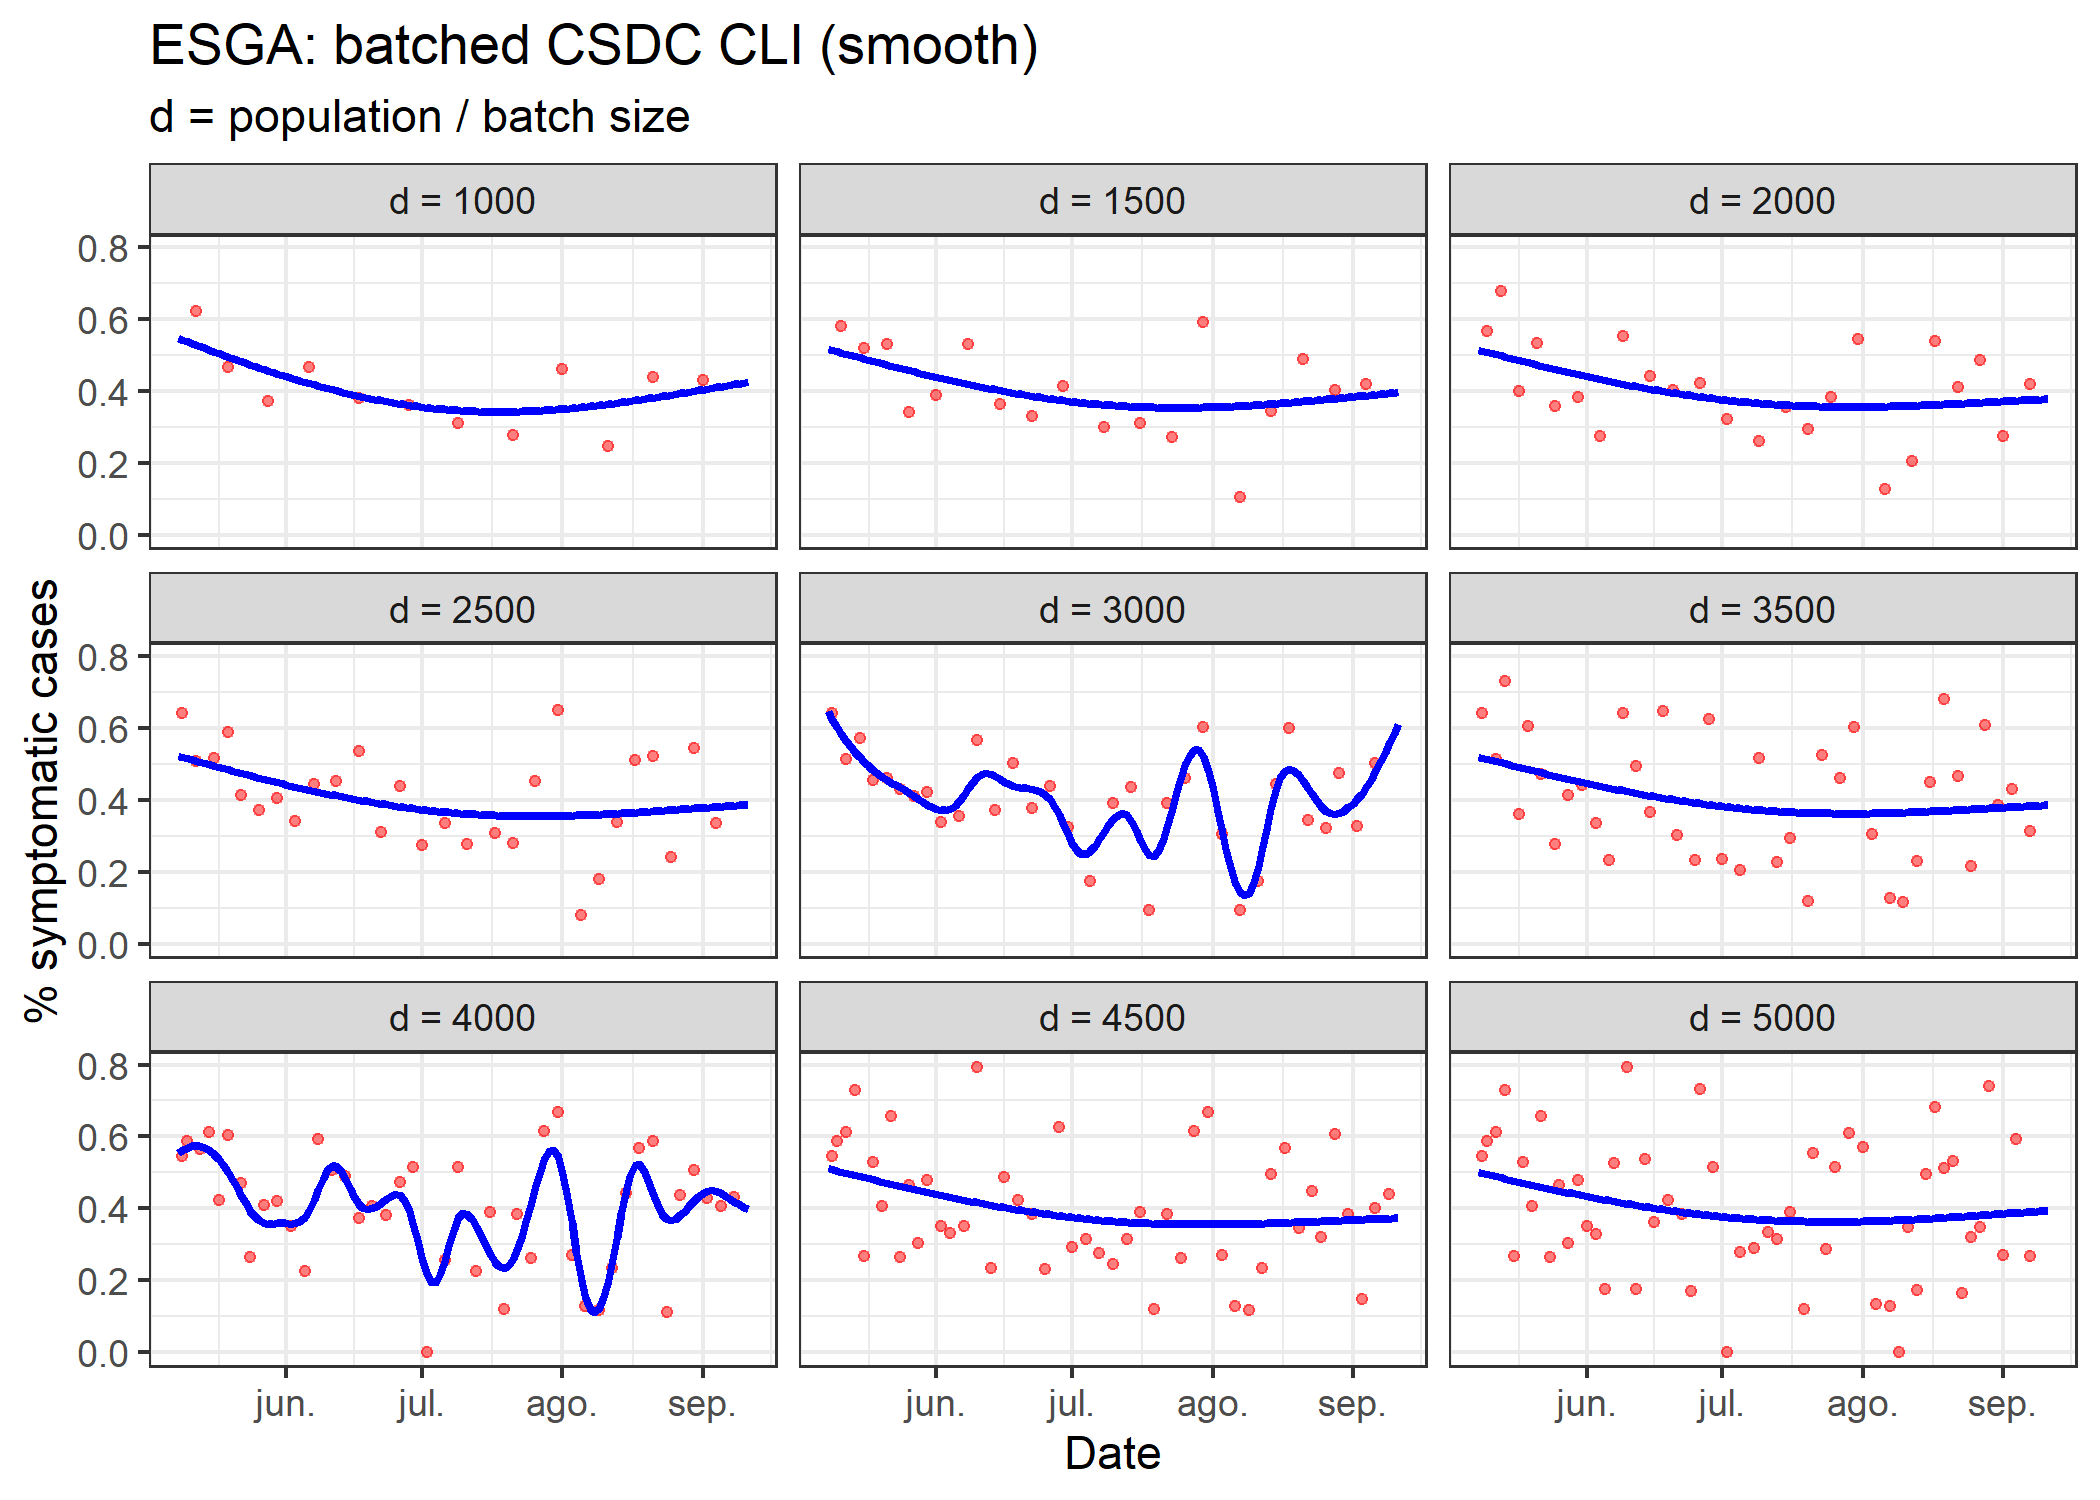 ESGA: batched CSDC CLI (smooth)
d = population / batch size
d = 1000
d = 1500
d = 2000
0.8
0.6
0.4
0.2
0.0
d = 2500
d = 3000
d = 3500
0.8
0.6
0.4
0.2
0.0
% symptomatic cases
d = 4000
d = 4500
d = 5000
0.8
0.6
0.4
0.2
0.0
jun. jul. ago. sep.
jun. jul. ago. sep.
jun. jul. ago. sep.
Date